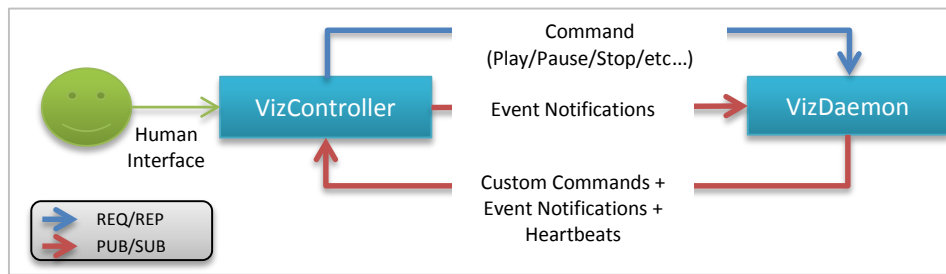 Command
(Play/Pause/Stop/etc...)
VizController
Event Notifications
VizDaemon
Human
Interface
Custom Commands +
Event Notifications +
Heartbeats
REQ/REP
PUB/SUB